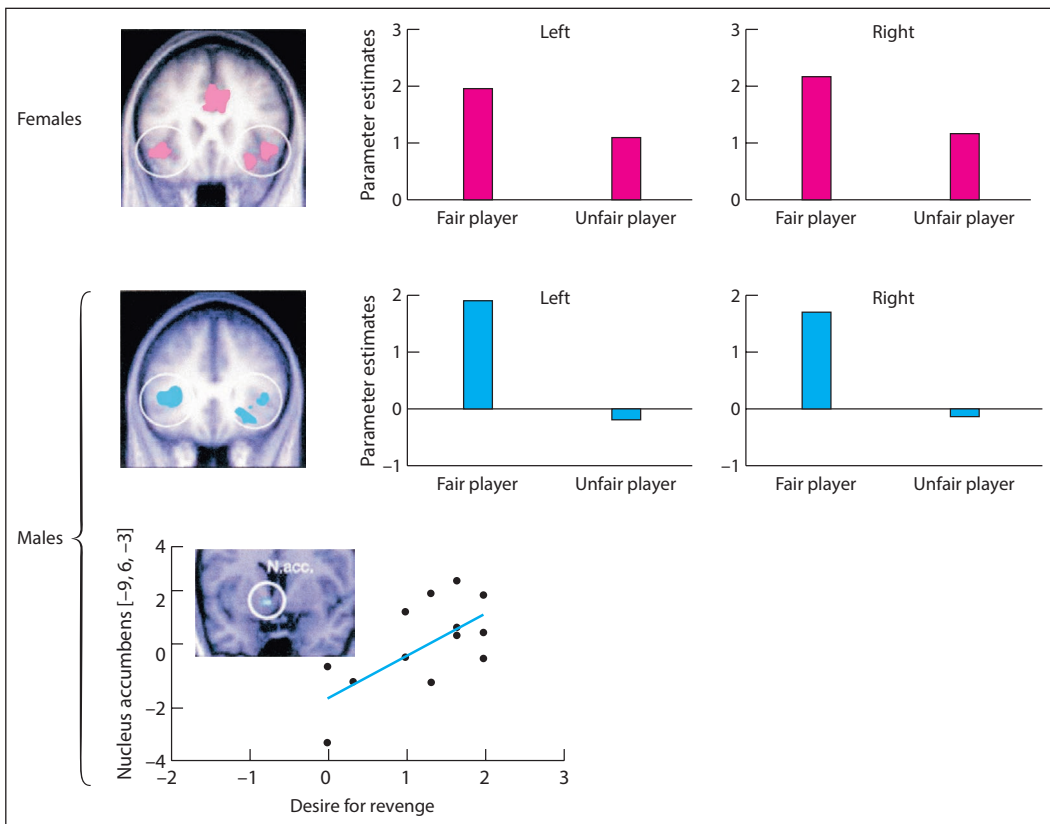 Females
Parameter estimates
3
2
1
0
Left
Fair player
Unfair player
3
2
1
0
Right
Fair player
Unfair player
Males
Parameter estimates
2
1
0
–1
Left
Fair player
Unfair player
2
1
0
–1
Right
Fair player
Unfair player
Nucleus accumbens [–9, 6, –3]
4
2
0
–2
–4
N.acc.
–2
–1
0
1
2
3
Desire for revenge